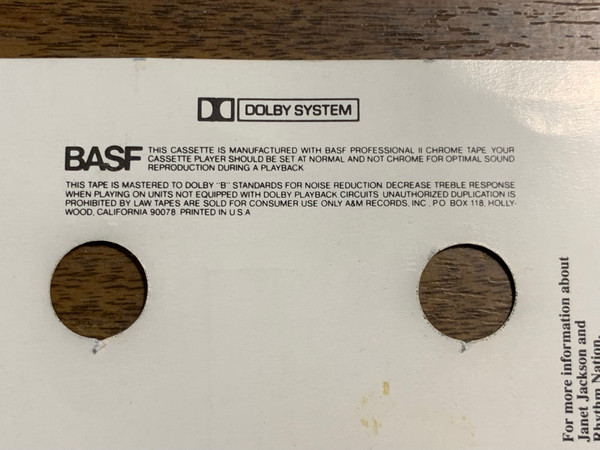 DOLBY SYSTEM
BASF
THIS CASSETTE IS MANUFACTURED WITH BASF PROFESSIONAL II CHROME TAPE. YOUR
CASSETTE PLAYER SHOULD BE SET AT NORMAL AND NOT CHROME FOR OPTIMAL SOUND
REPRODUCTION DURING A PLAYBACK
THIS TAPE IS MASTERED TO DOLBY "B" STANDARDS FOR NOISE REDUCTION. DECREASE TREBLE RESPONSE
WHEN PLAYING ON UNITS NOT EQUIPPED WITH DOLBY PLAYBACK CIRCUITS. UNAUTHORIZED DUPLICATION IS
PROHIBITED BY LAW TAPES ARE SOLD FOR CONSUMER USE ONLY A&M RECORDS, INC., P.O. BOX 118, HOLLY-
WOOD, CALIFORNIA 90078. PRINTED IN U S A
For more information about
Janet Jackson and
Rhythm Nation,